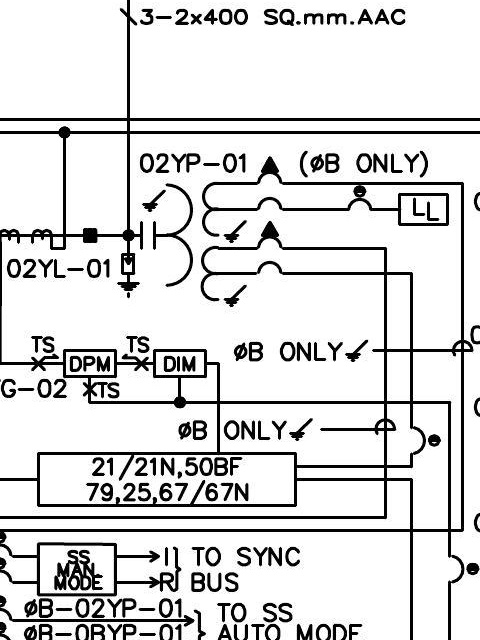 3-2x400 SQ.mm.AAC
02YP-01 (øB ONLY)
LL
02YL-01
TS TS
DPM DIM
øB ONLY
G-02 TS
øB ONLY
21/21N,50BF
79,25,67/67N
SS
MAN
MODE
I} TO SYNC
R} BUS
øB-02YP-01
TO SS
øB-0BYP-01
AUTO MODE